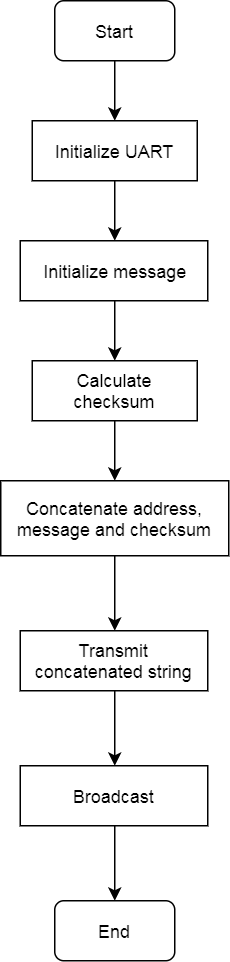 Start
Initialize UART
Initialize message
Calculate
checksum
Concatenate address,
message and checksum
Transmit
concatenated string
Broadcast
End